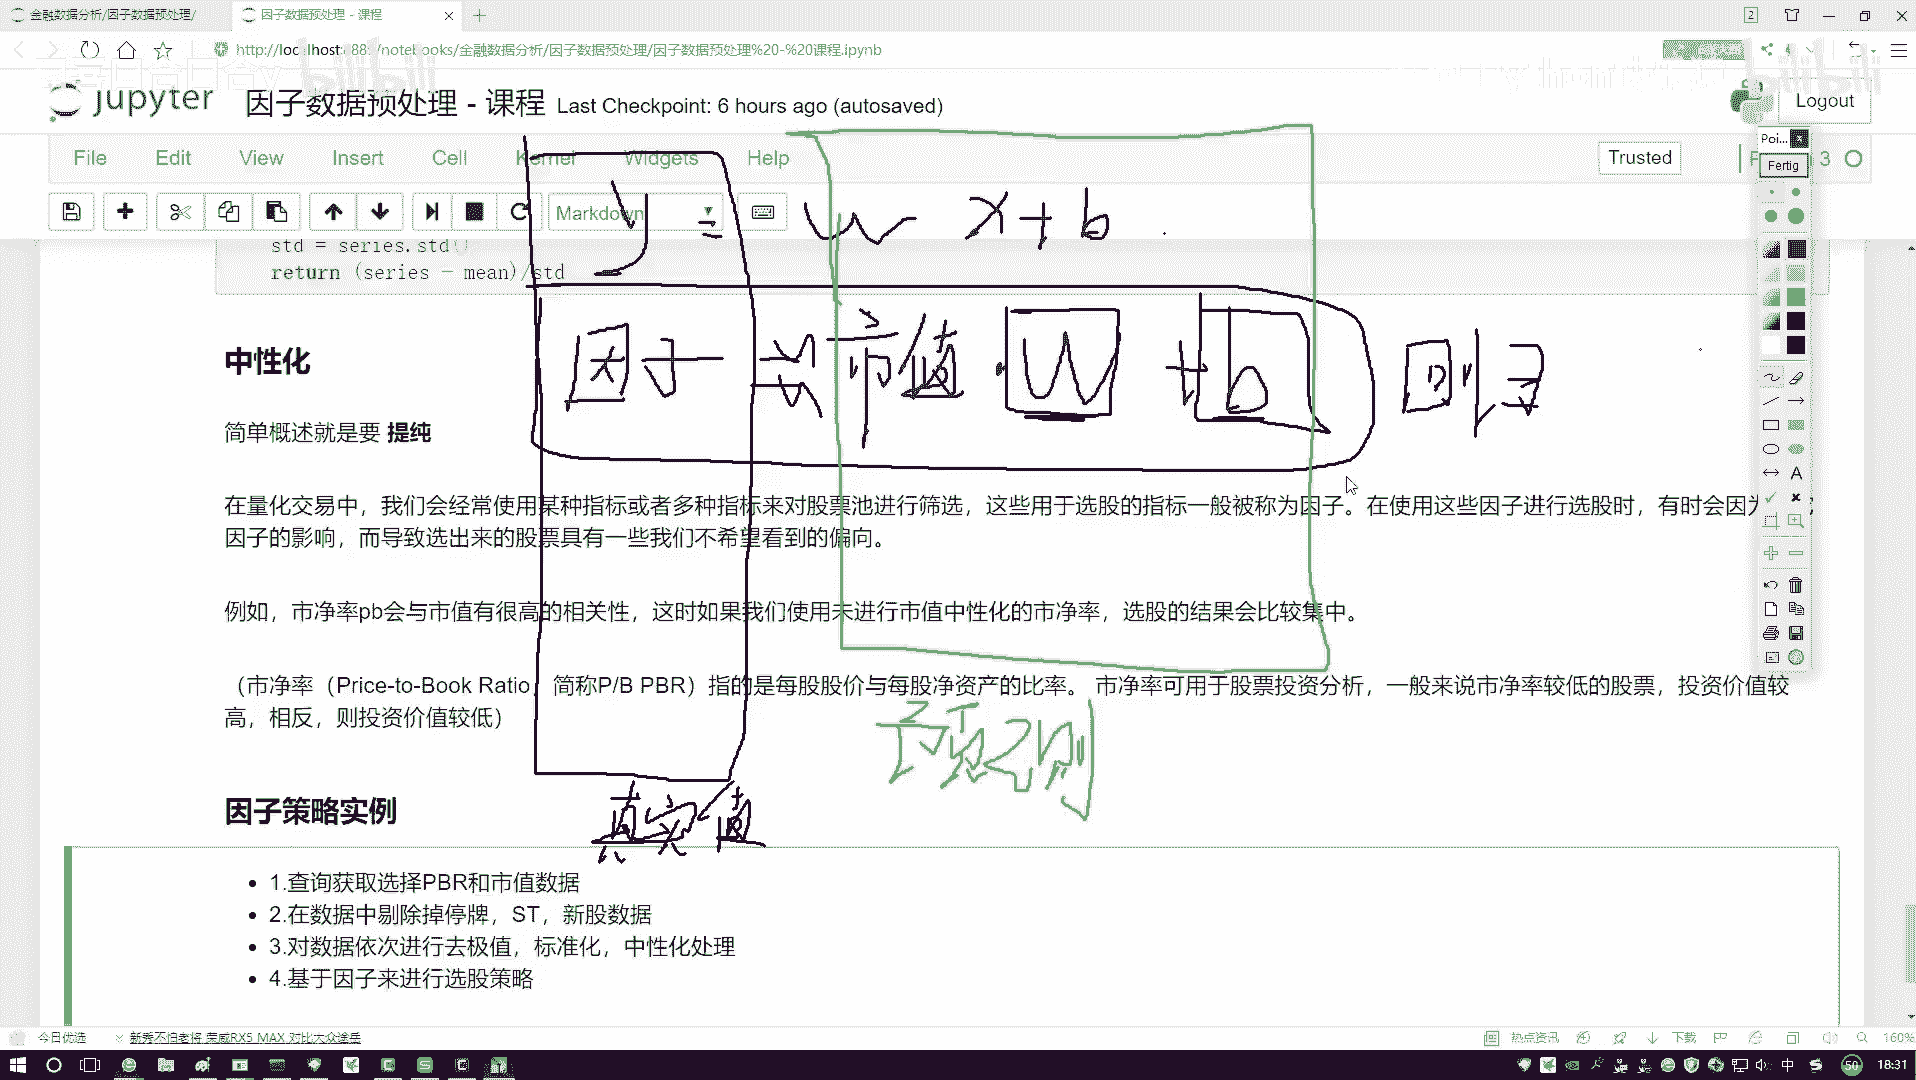 金融数据分析/因子数据预处理/
因子数据预处理 - 课程
2
http://localhost:888/notebooks/金融数据分析/因子数据预处理/因子数据预处理%20-%20课程.ipynb
bilibili
bilibili
jupyter 因子数据预处理 - 课程 Last Checkpoint: 6 hours ago (autosaved)
Logout
File Edit View Insert Cell Kernel Widgets Help
Trusted
3
Poi...
Fertig
Markdown
y = w x + b
std = series.std()
return (series - mean)/std
因子 市值 · W + b 回归
中性化
简单概述就是要 提纯
在量化交易中，我们会经常使用某种指标或者多种指标来对股票池进行筛选，这些用于选股的指标一般被称为因子。在使用这些因子进行选股时，有时会因为
因子的影响，而导致选出来的股票具有一些我们不希望看到的偏向。
例如，市净率pb会与市值有很高的相关性，这时如果我们使用未进行市值中性化的市净率，选股的结果会比较集中。
（市净率（Price-to-Book Ratio，简称P/B PBR）指的是每股股价与每股净资产的比率。 市净率可用于股票投资分析，一般来说市净率较低的股票，投资价值较
高，相反，则投资价值较低）
预测
真实值
因子策略实例
1.查询获取选择PBR和市值数据
2.在数据中剔除掉停牌，ST，新股数据
3.对数据依次进行去极值，标准化，中性化处理
4.基于因子来进行选股策略
今日优选
新秀不怕老将 荣威RX5 MAX 对比大众途岳
热点资讯
下载
160%
中
50
18:31